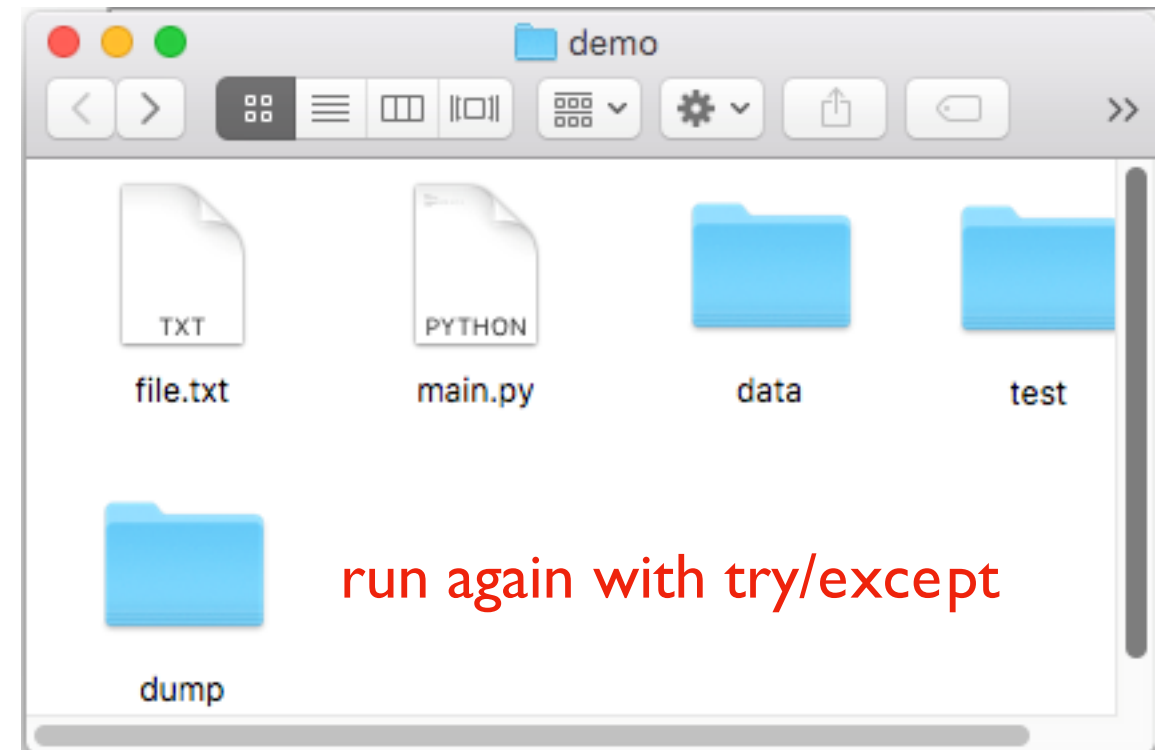 demo
TXT
PYTHON
file.txt
main.py
data
test
run again with try/except
dump